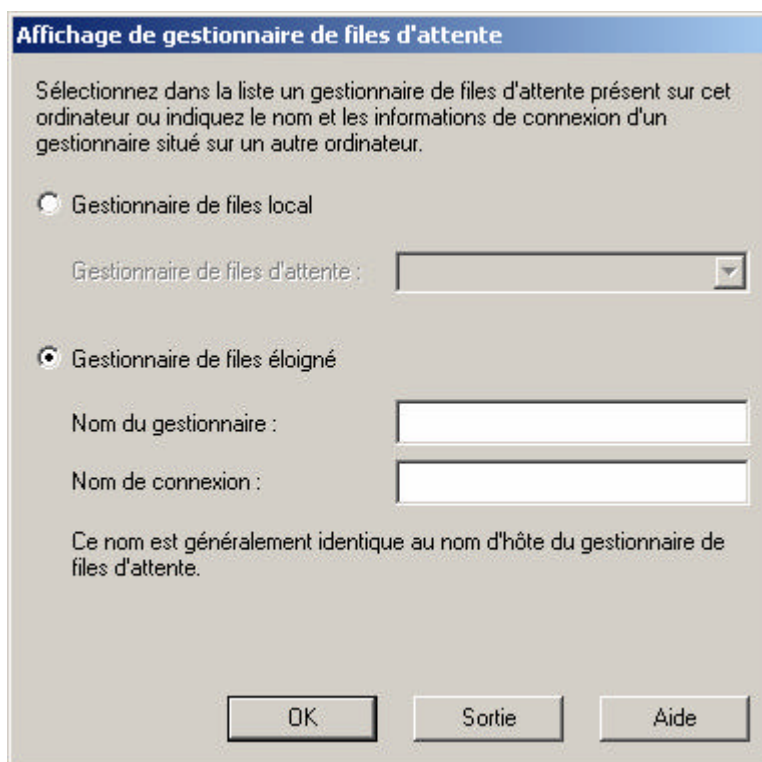 Affichage de gestionnaire de files d'attente
Sélectionnez dans la liste un gestionnaire de files d'attente présent sur cet
ordinateur ou indiquez le nom et les informations de connexion d'un
gestionnaire situé sur un autre ordinateur.
Gestionnaire de files local
Gestionnaire de files d'attente :
Gestionnaire de files éloigné
Nom du gestionnaire :
Nom de connexion :
Ce nom est généralement identique au nom d'hôte du gestionnaire de
files d'attente.
OK Sortie Aide